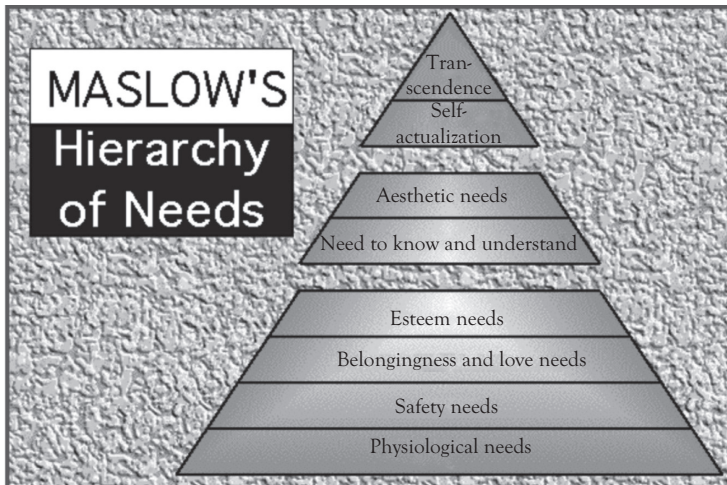 MASLOW'S
Hierarchy
of Needs
Tran-
scendence
Self-
actualization
Aesthetic needs
Need to know and understand
Esteem needs
Belongingness and love needs
Safety needs
Physiological needs